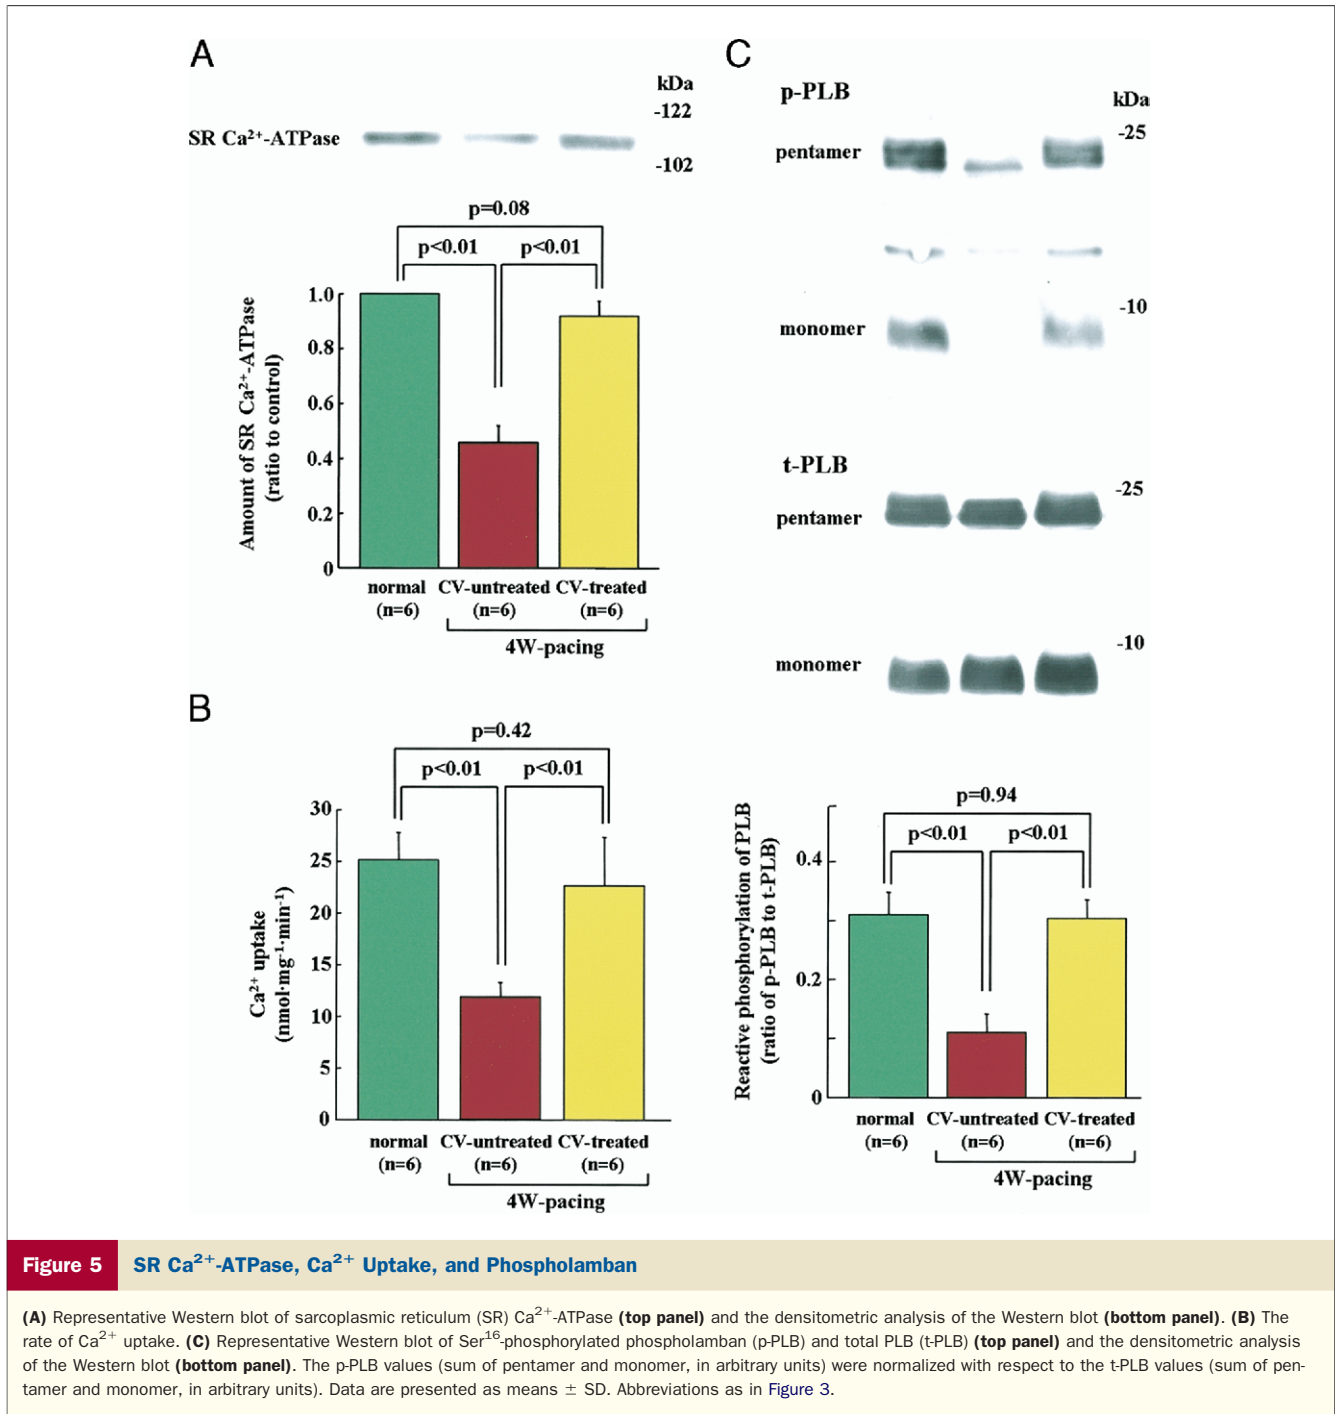 A
kDa
-122
SR Ca²⁺-ATPase
-102
p=0.08
p<0.01 p<0.01
Amount of SR Ca²⁺-ATPase
(ratio to control)
1.0
0.8
0.6
0.4
0.2
0
normal CV-untreated CV-treated
(n=6) (n=6) (n=6)
4W-pacing
B
p=0.42
p<0.01 p<0.01
Ca²⁺ uptake
(nmol·mg⁻¹·min⁻¹)
30
25
20
15
10
5
0
normal CV-untreated CV-treated
(n=6) (n=6) (n=6)
4W-pacing
C
p-PLB
kDa
-25
pentamer
-10
monomer
t-PLB
-25
pentamer
-10
monomer
p=0.94
p<0.01 p<0.01
Reactive phosphorylation of PLB
(ratio of p-PLB to t-PLB)
0.4
0.2
0
normal CV-untreated CV-treated
(n=6) (n=6) (n=6)
4W-pacing
Figure 5 SR Ca²⁺-ATPase, Ca²⁺ Uptake, and Phospholamban
(A) Representative Western blot of sarcoplasmic reticulum (SR) Ca²⁺-ATPase (top panel) and the densitometric analysis of the Western blot (bottom panel). (B) The
rate of Ca²⁺ uptake. (C) Representative Western blot of Ser¹⁶-phosphorylated phospholamban (p-PLB) and total PLB (t-PLB) (top panel) and the densitometric analysis
of the Western blot (bottom panel). The p-PLB values (sum of pentamer and monomer, in arbitrary units) were normalized with respect to the t-PLB values (sum of pen-
tamer and monomer, in arbitrary units). Data are presented as means ± SD. Abbreviations as in Figure 3.